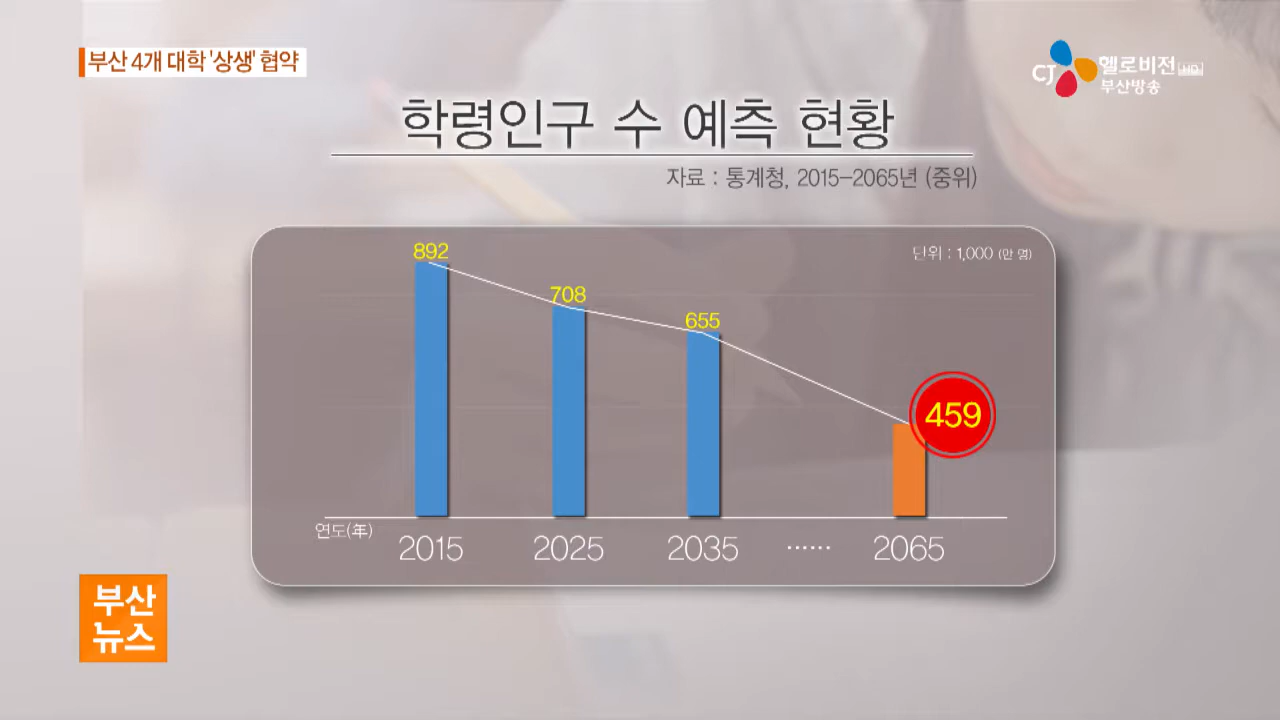 부산 4개 대학 '상생' 협약
CJ 헬로비전 HD
부산방송
학령인구 수 예측 현황
자료 : 통계청, 2015-2065년 (중위)
단위 : 1,000 (만 명)
892
708
655
459
연도(年)
2015 2025 2035 ...... 2065
부산
뉴스